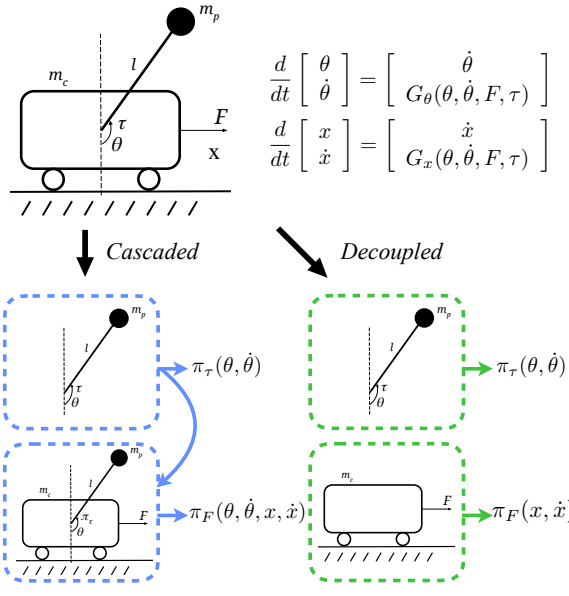 m_p
l
m_c
F
τ
θ
x
d/dt [ θ θ̇ ] = [ θ̇ G_θ(θ, θ̇, F, τ) ]
d/dt [ x ẋ ] = [ ẋ G_x(θ, θ̇, F, τ) ]
Cascaded
Decoupled
m_p
l
τ
θ
π_τ(θ, θ̇)
m_p
l
τ
θ
π_τ(θ, θ̇)
m_p
l
m_c
π_τ
F
θ
π_F(θ, θ̇, x, ẋ)
m_c
F
π_F(x, ẋ)